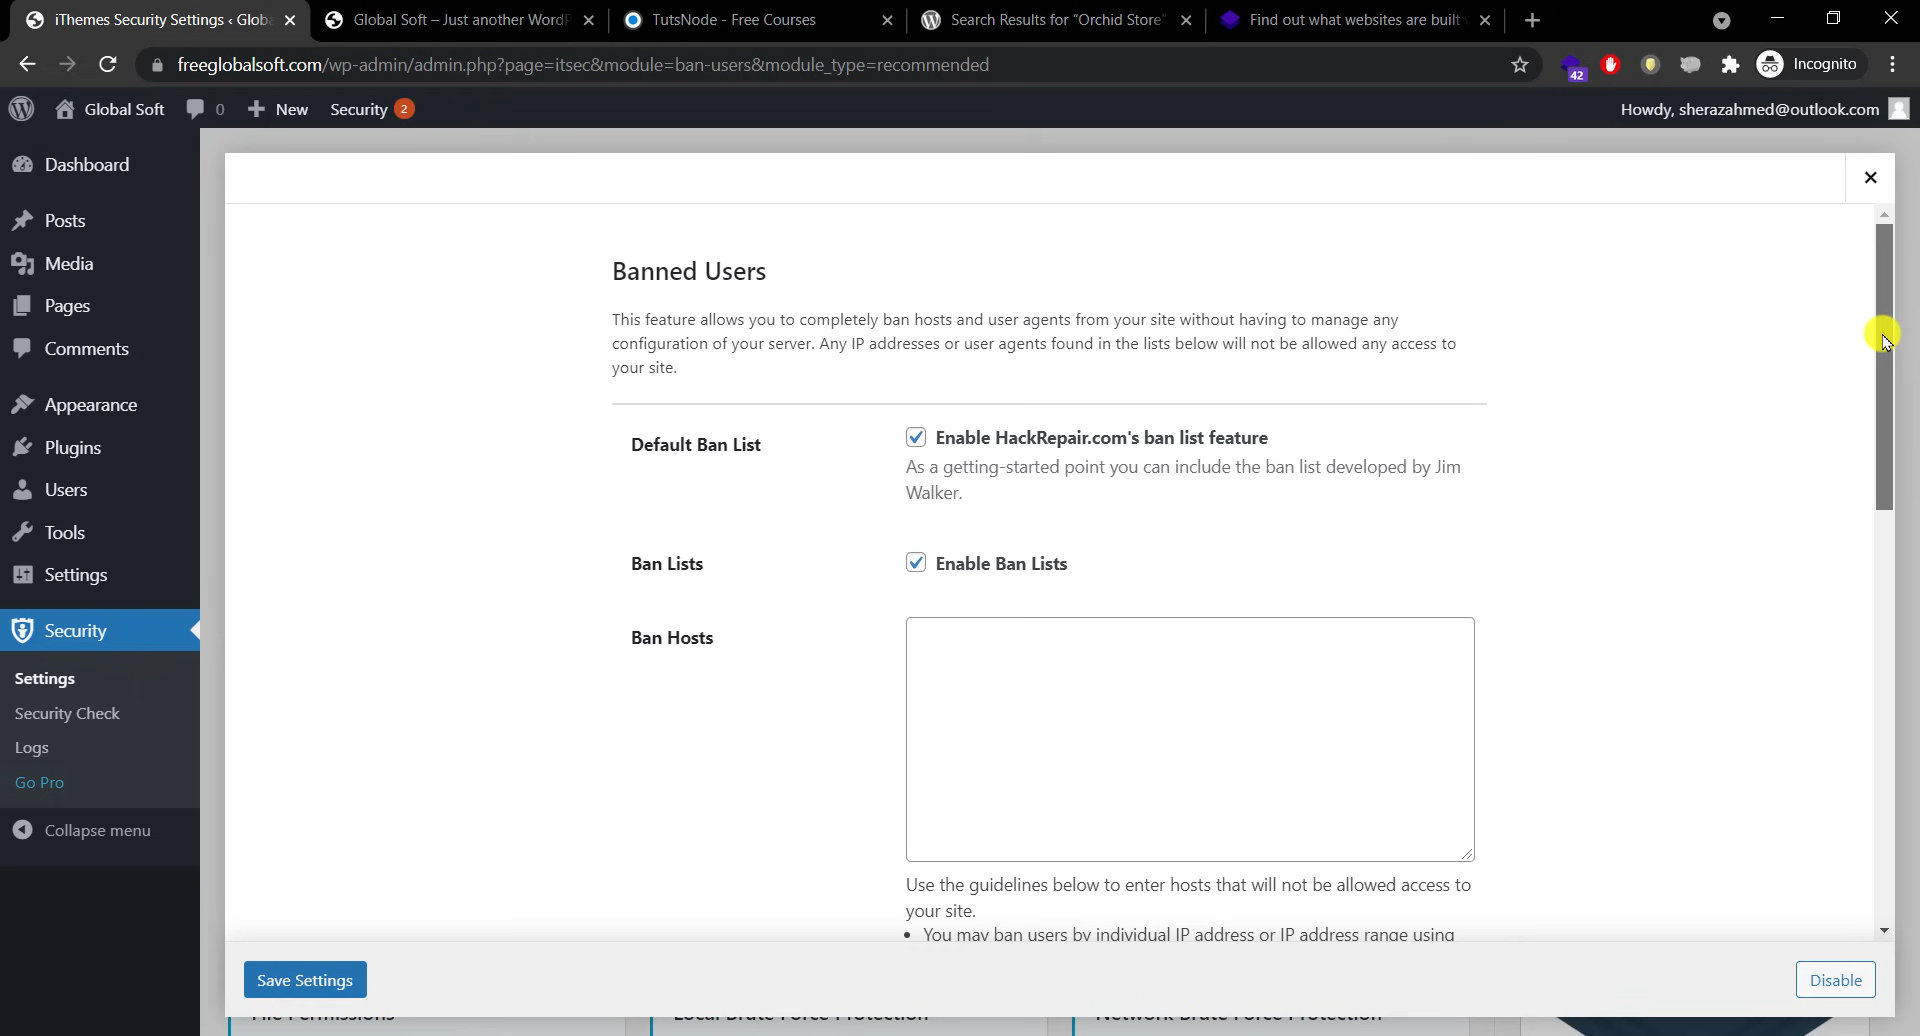 iThemes Security Settings ‹ Globa
Global Soft – Just another WordP
TutsNode - Free Courses
Search Results for "Orchid Store"
Find out what websites are built
freeglobalsoft.com/wp-admin/admin.php?page=itsec&module=ban-users&module_type=recommended
42
Incognito
Global Soft
0
New
Security 2
Howdy, sherazahmed@outlook.com
Dashboard
Posts
Media
Pages
Comments
Appearance
Plugins
Users
Tools
Settings
Security
Settings
Security Check
Logs
Go Pro
Collapse menu
Banned Users
This feature allows you to completely ban hosts and user agents from your site without having to manage any
configuration of your server. Any IP addresses or user agents found in the lists below will not be allowed any access to
your site.
Default Ban List
Enable HackRepair.com's ban list feature
As a getting-started point you can include the ban list developed by Jim
Walker.
Ban Lists
Enable Ban Lists
Ban Hosts
Use the guidelines below to enter hosts that will not be allowed access to
your site.
• You may ban users by individual IP address or IP address range using
Save Settings
Disable
File Permissions
Local Brute Force Protection
Network Brute Force Protection